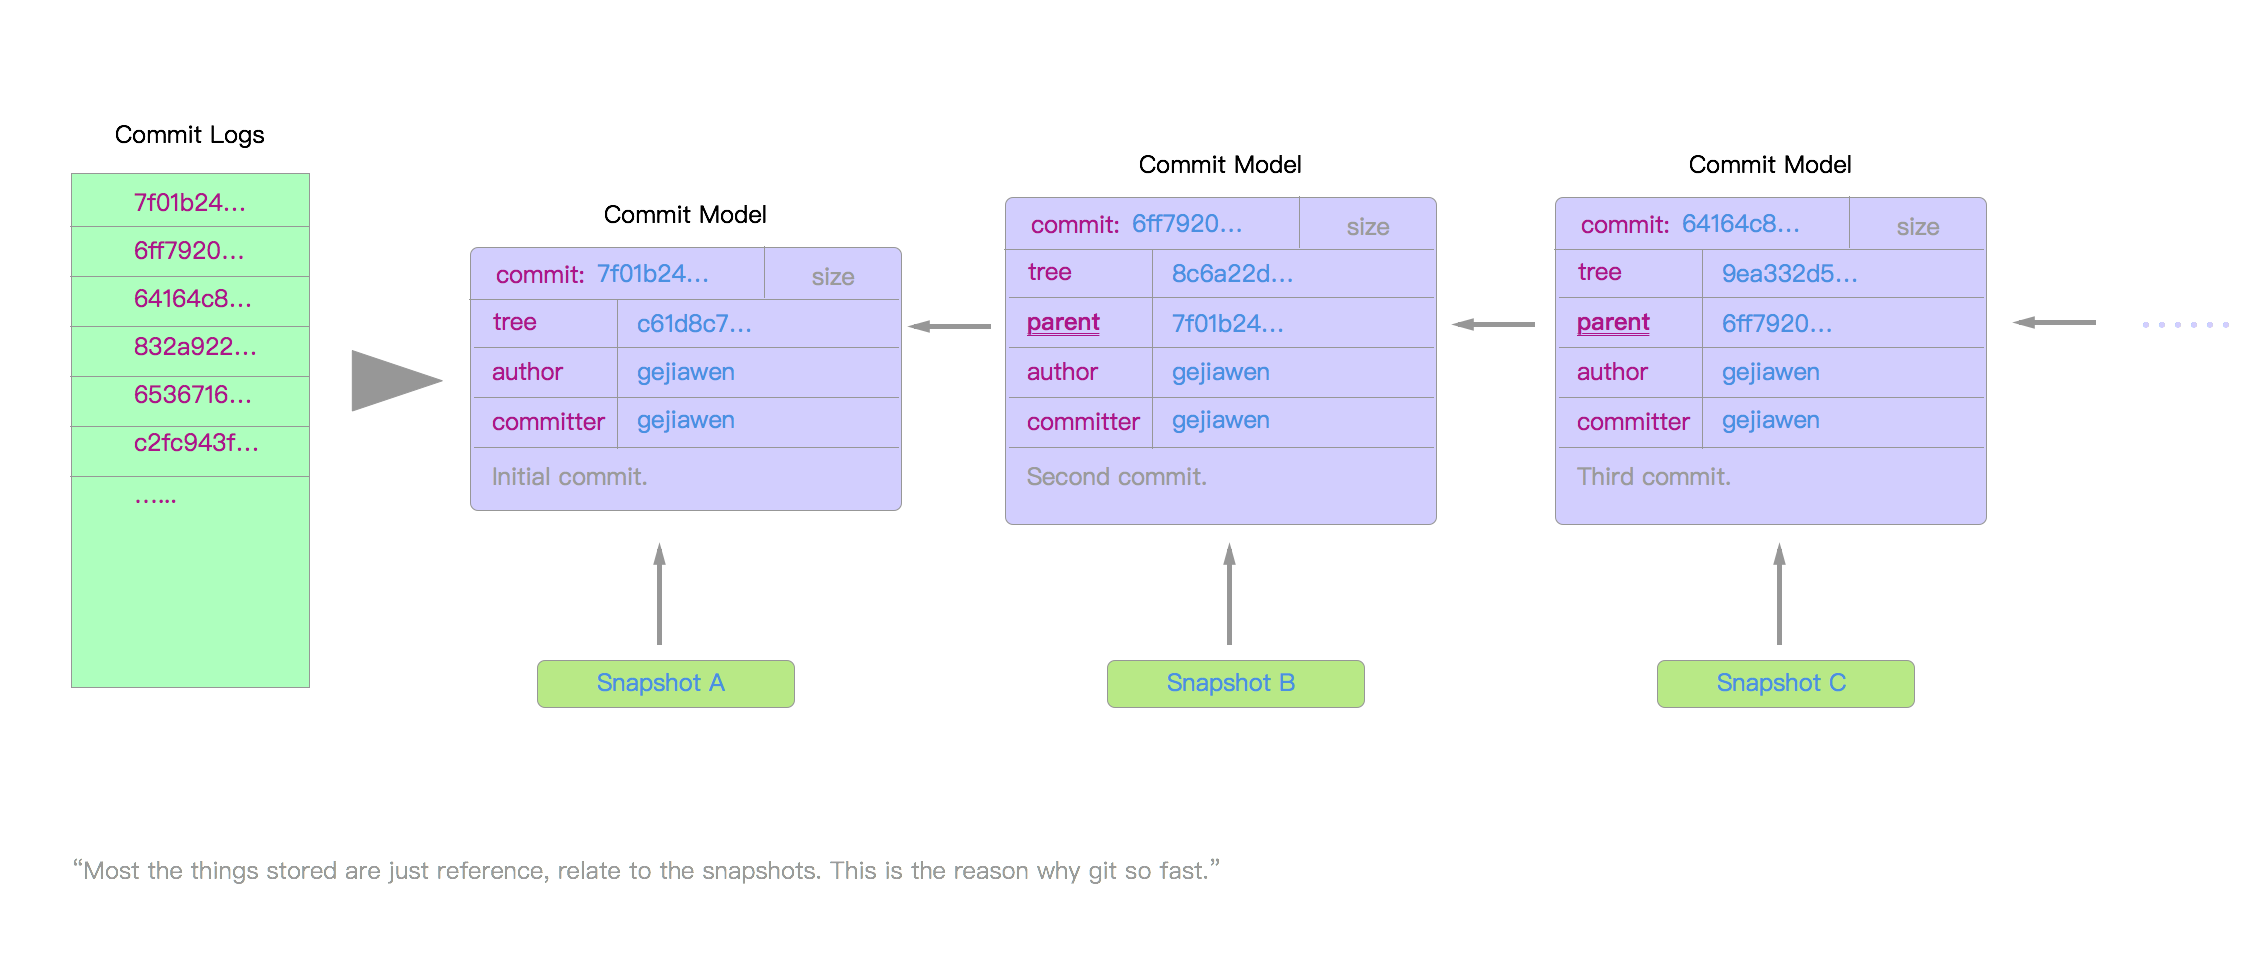 Commit Logs
7f01b24...
6ff7920...
64164c8...
832a922...
6536716...
c2fc943f...
......
Commit Model
commit: 7f01b24... size
tree c61d8c7...
author gejiawen
committer gejiawen
Initial commit.
Snapshot A
Commit Model
commit: 6ff7920... size
tree 8c6a22d...
parent 7f01b24...
author gejiawen
committer gejiawen
Second commit.
Snapshot B
Commit Model
commit: 64164c8... size
tree 9ea332d5...
parent 6ff7920...
author gejiawen
committer gejiawen
Third commit.
Snapshot C
“Most the things stored are just reference, relate to the snapshots. This is the reason why git so fast.”